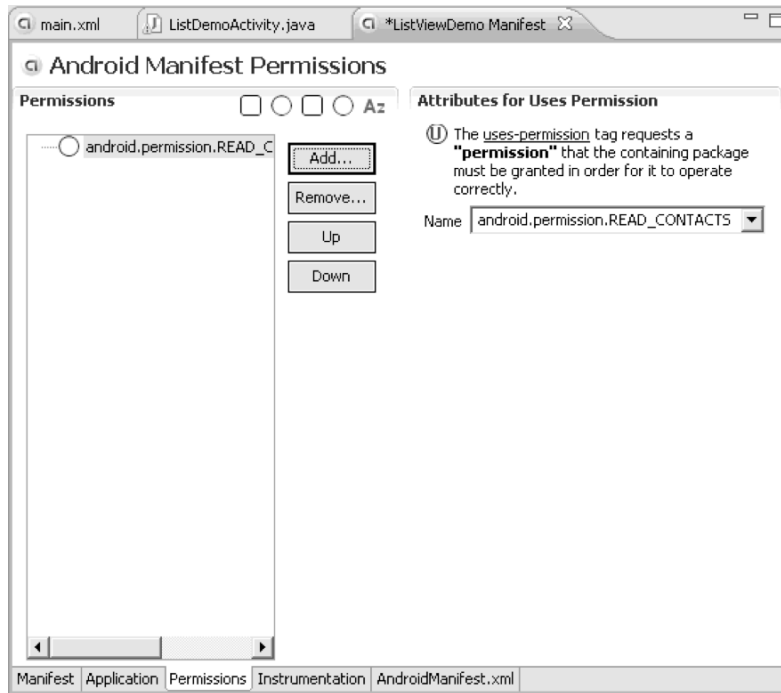 main.xml ListDemoActivity.java *ListViewDemo Manifest
Android Manifest Permissions
Permissions
Az
android.permission.READ_C
Add...
Remove...
Up
Down
Attributes for Uses Permission
U The uses-permission tag requests a
"permission" that the containing package
must be granted in order for it to operate
correctly.
Name android.permission.READ_CONTACTS
Manifest Application Permissions Instrumentation AndroidManifest.xml